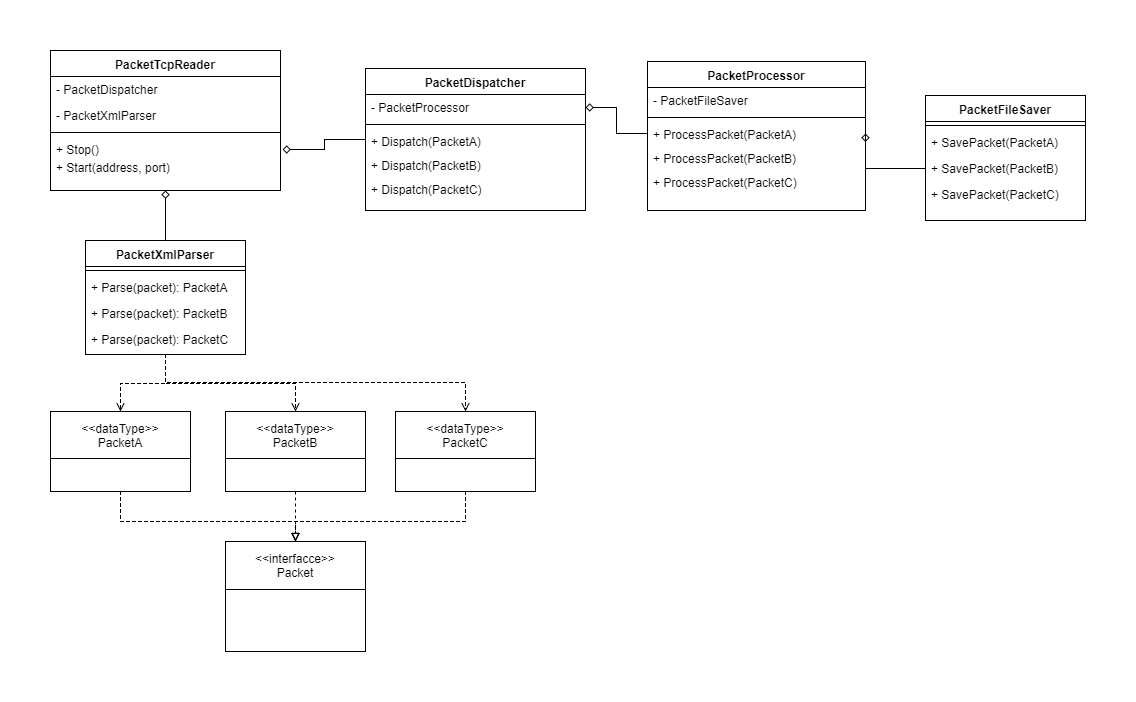 PacketTcpReader
- PacketDispatcher
- PacketXmlParser
+ Stop()
+ Start(address, port)
PacketDispatcher
- PacketProcessor
+ Dispatch(PacketA)
+ Dispatch(PacketB)
+ Dispatch(PacketC)
PacketProcessor
- PacketFileSaver
+ ProcessPacket(PacketA)
+ ProcessPacket(PacketB)
+ ProcessPacket(PacketC)
PacketFileSaver
+ SavePacket(PacketA)
+ SavePacket(PacketB)
+ SavePacket(PacketC)
PacketXmlParser
+ Parse(packet): PacketA
+ Parse(packet): PacketB
+ Parse(packet): PacketC
<<dataType>>
PacketA
<<dataType>>
PacketB
<<dataType>>
PacketC
<<interfacce>>
Packet